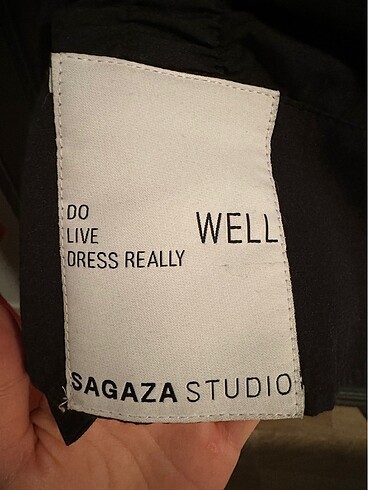 DO
LIVE
DRESS REALLY
WELL
SAGAZA STUDIO